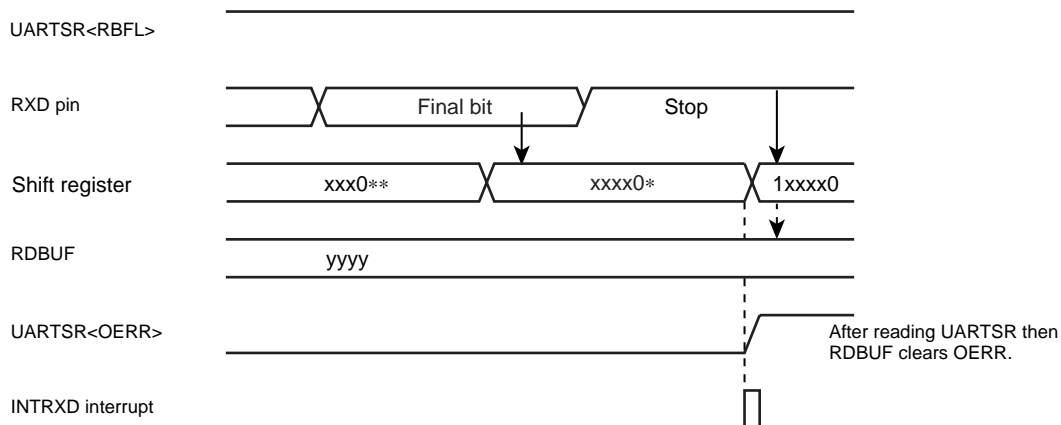 UARTSR<RBFL>
RXD pin
Final bit
Stop
Shift register
xxx0**
xxxx0*
1xxxx0
RDBUF
yyyy
UARTSR<OERR>
After reading UARTSR then
RDBUF clears OERR.
INTRXD interrupt